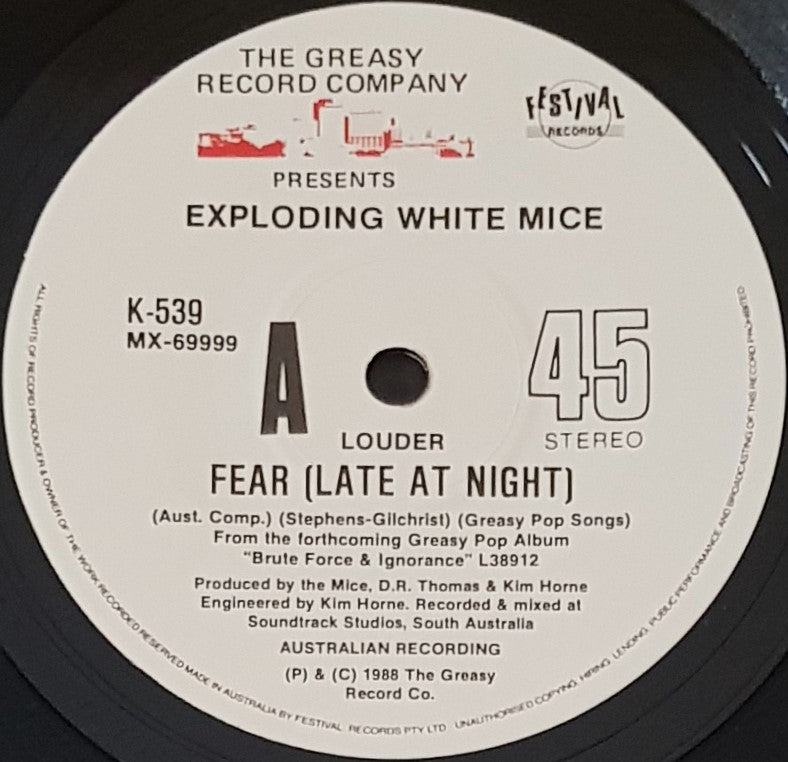 THE GREASY
RECORD COMPANY
FESTIVAL
RECORDS
PRESENTS
EXPLODING WHITE MICE
K-539
MX-69999
A
45
LOUDER
STEREO
FEAR (LATE AT NIGHT)
(Aust. Comp.) (Stephens-Gilchrist) (Greasy Pop Songs)
From the forthcoming Greasy Pop Album
"Brute Force & Ignorance" L38912
Produced by the Mice, D.R. Thomas & Kim Horne
Engineered by Kim Horne. Recorded & mixed at
Soundtrack Studios, South Australia
AUSTRALIAN RECORDING
(P) & (C) 1988 The Greasy
Record Co.
ALL RIGHTS OF RECORD PRODUCER & OWNER OF THE WORK RECORDED RESERVED MADE IN AUSTRALIA BY FESTIVAL RECORDS PTY LTD UNAUTHORISED COPYING, HIRING, LENDING, PUBLIC PERFORMANCE AND BROADCASTING OF THIS RECORD PROHIBITED